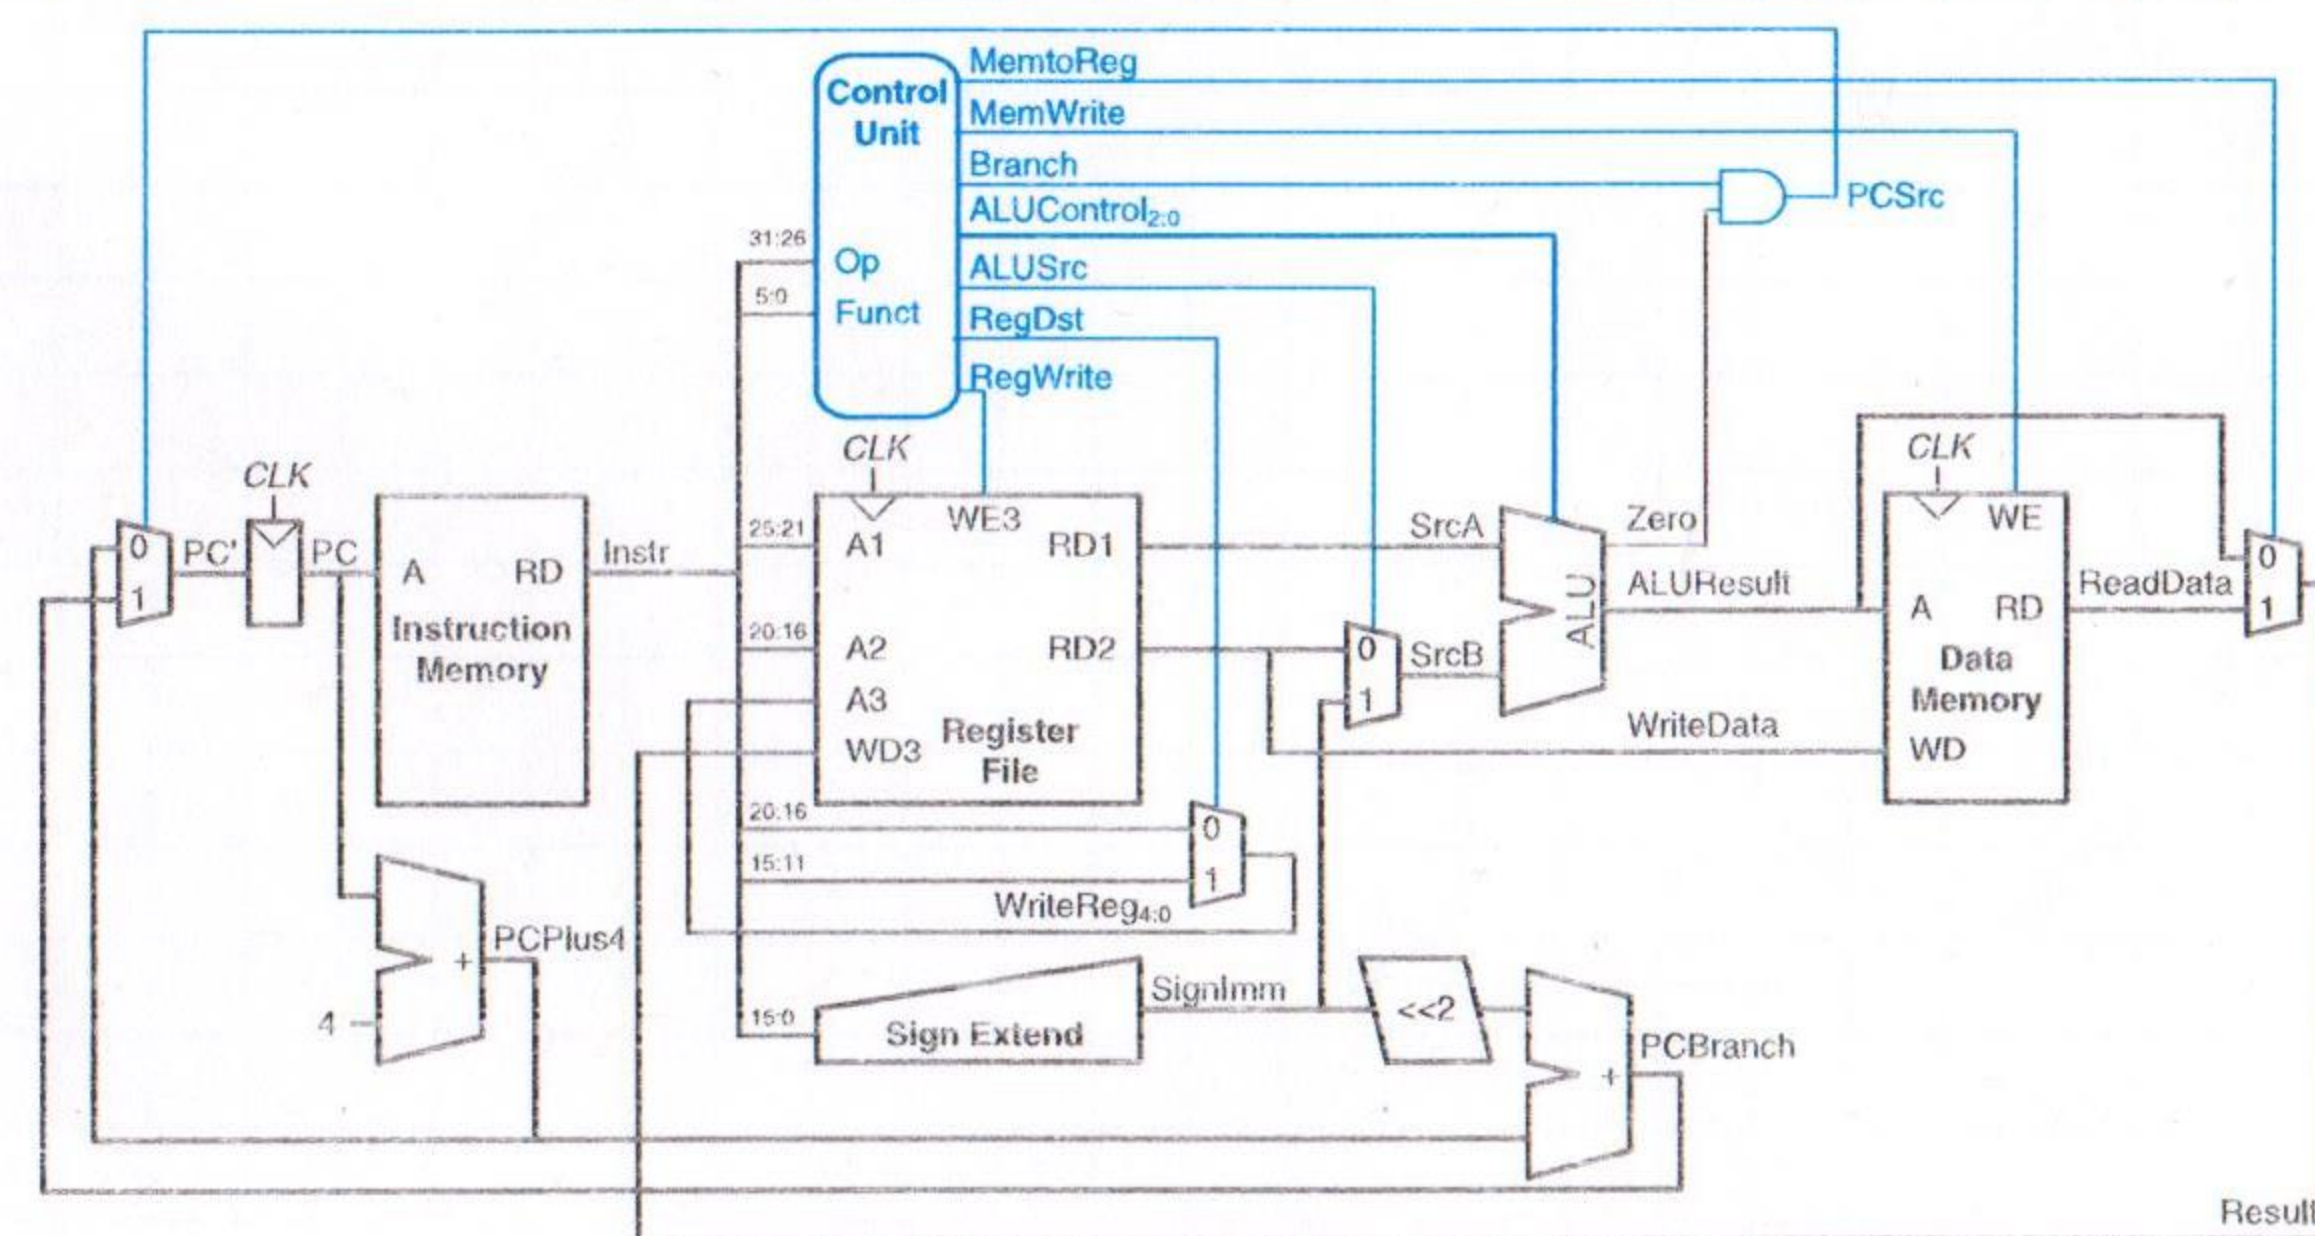 MemtoReg
Control
Unit
MemWrite
Branch
ALUControl2:0
PCSrc
31:26
Op
ALUSrc
5:0
Funct
RegDst
RegWrite
CLK
CLK
CLK
WE3
WE
0
PC'
PC
A
RD
Instr
25:21
A1
RD1
SrcA
Zero
0
1
Instruction
Memory
20:16
A2
RD2
0
SrcB
ALU
ALUResult
A
RD
ReadData
1
A3
1
Data
Memory
WD3
Register
File
WriteData
WD
20:16
0
15:11
1
WriteReg4:0
PCPlus4
+
4
15:0
Sign Extend
SignImm
<<2
PCBranch
+
Result